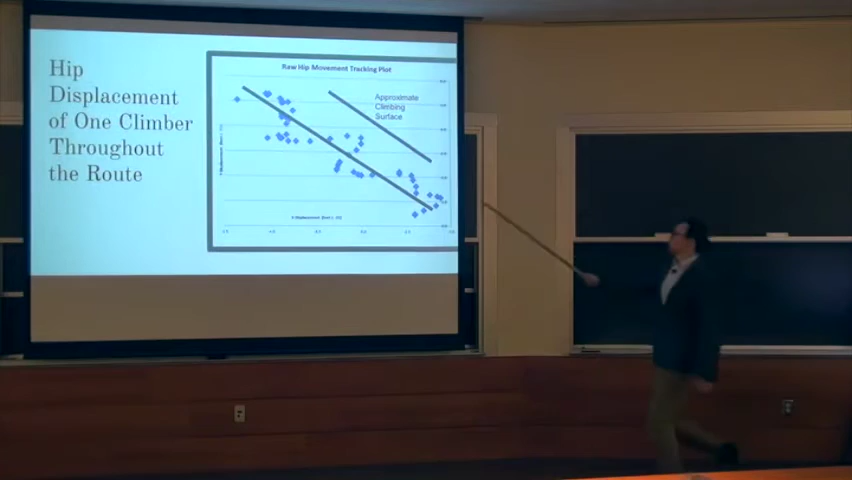 Hip
Displacement
of One Climber
Throughout
the Route
Raw Hip Movement Tracking Plot
Approximate
Climbing
Surface